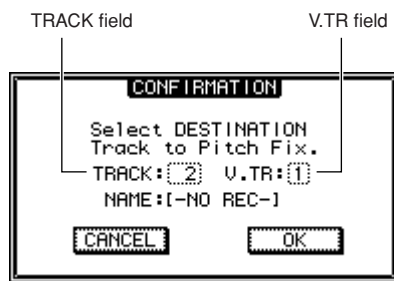 TRACK field V.TR field
CONFIRMATION
Select DESTINATION
Track to Pitch Fix.
TRACK: 2 V.TR:1
NAME:[-NO REC-]
CANCEL OK